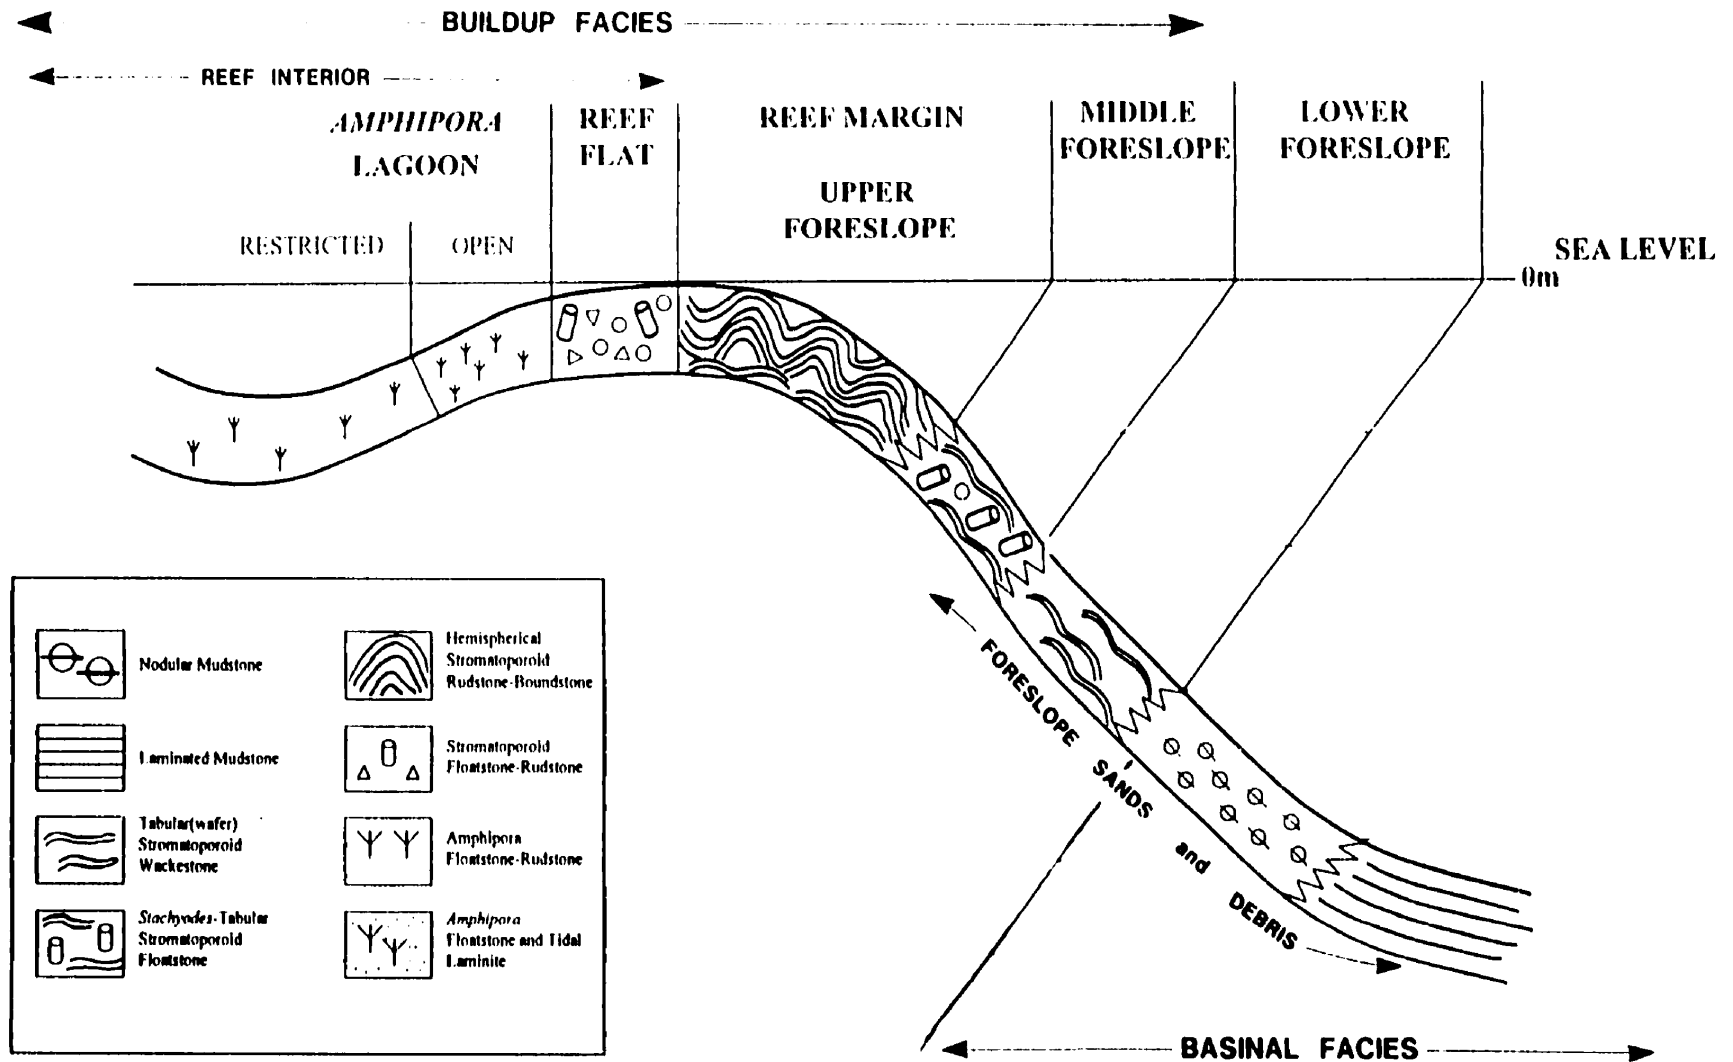 BUILDUP FACIES
REEF INTERIOR
AMPHIPORA
LAGOON
REEF
FLAT
REEF MARGIN
UPPER
FORESLOPE
MIDDLE
FORESLOPE
LOWER
FORESLOPE
RESTRICTED
OPEN
SEA LEVEL
0m
Nodular Mudstone
Laminated Mudstone
Tabular(wafer)
Stromatoporoid
Wackestone
Stachyodes-Tabular
Stromatoporoid
Floatstone
Hemispherical
Stromatoporoid
Rudstone-Boundstone
Stromatoporoid
Floatstone-Rudstone
Amphipora
Floatstone-Rudstone
Amphipora
Floatstone and Tidal
Laminite
FORESLOPE SANDS and DEBRIS
BASINAL FACIES